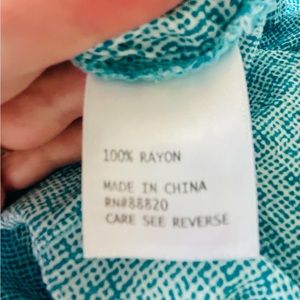 100% RAYON
MADE IN CHINA
RN#88820
CARE SEE REVERSE